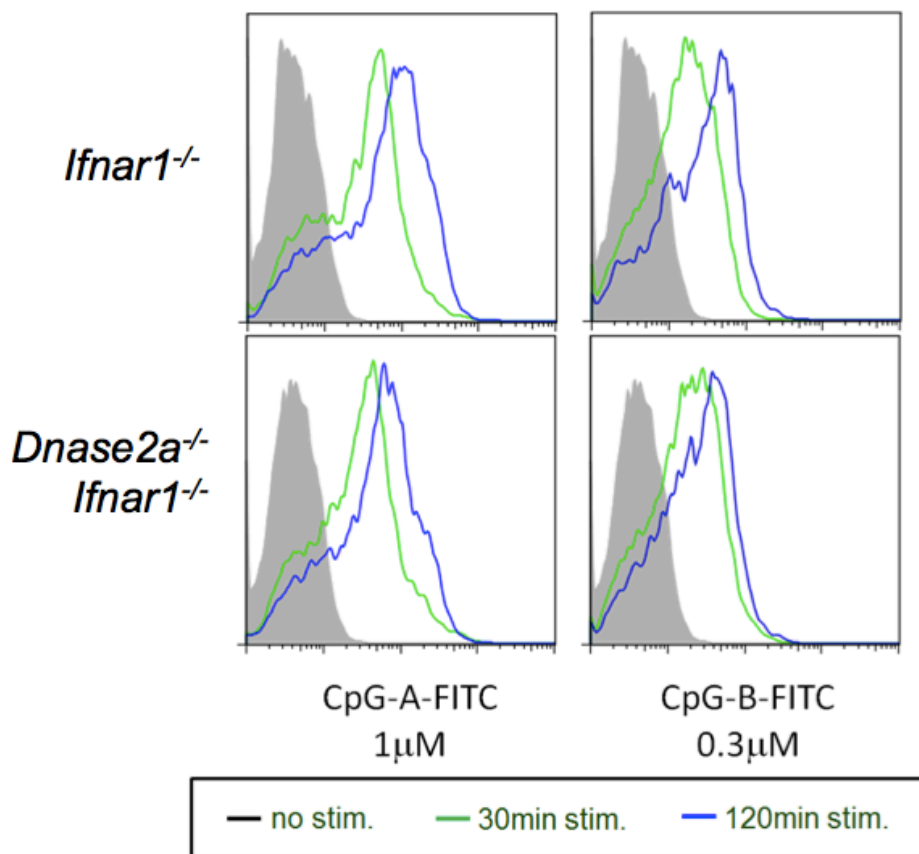 Ifnar1-/-
Dnase2a-/-
Ifnar1-/-
CpG-A-FITC
1μM
CpG-B-FITC
0.3μM
no stim. 30min stim. 120min stim.